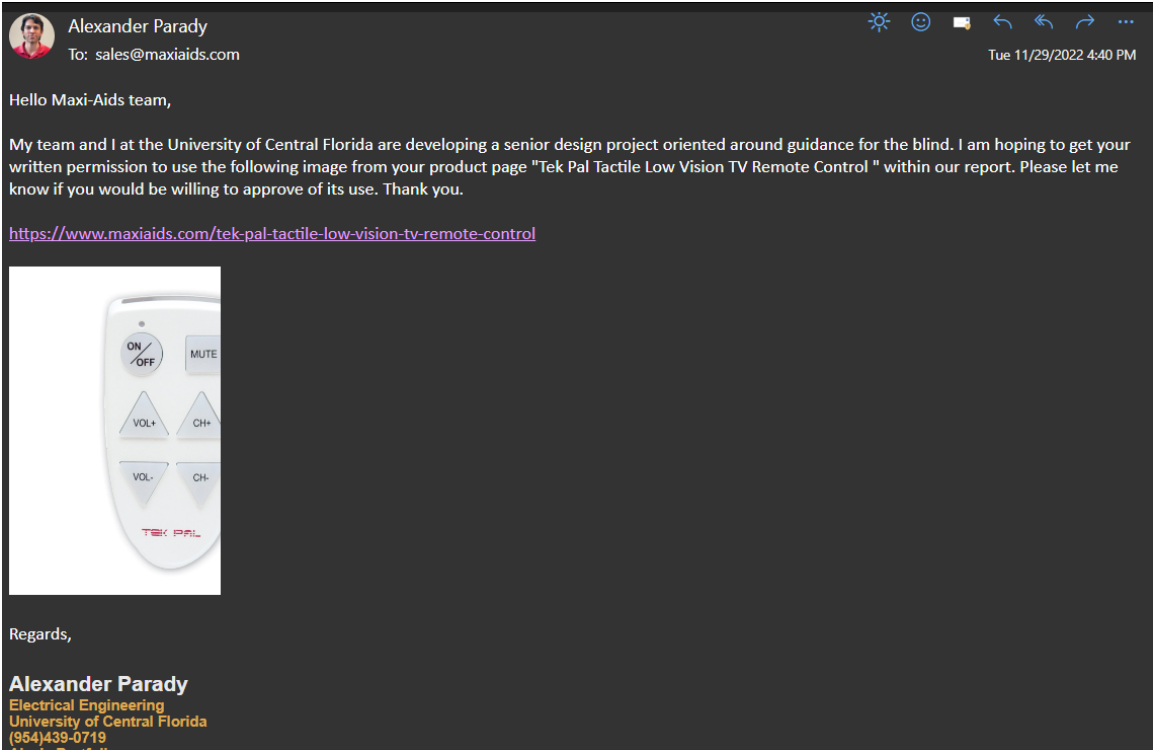 Alexander Parady
To: sales@maxiaids.com
Tue 11/29/2022 4:40 PM
Hello Maxi-Aids team,
My team and I at the University of Central Florida are developing a senior design project oriented around guidance for the blind. I am hoping to get your
written permission to use the following image from your product page "Tek Pal Tactile Low Vision TV Remote Control " within our report. Please let me
know if you would be willing to approve of its use. Thank you.
https://www.maxiaids.com/tek-pal-tactile-low-vision-tv-remote-control
ON/OFF MUTE
VOL+ CH+
VOL- CH-
TEK PAL
Regards,
Alexander Parady
Electrical Engineering
University of Central Florida
(954)439-0719